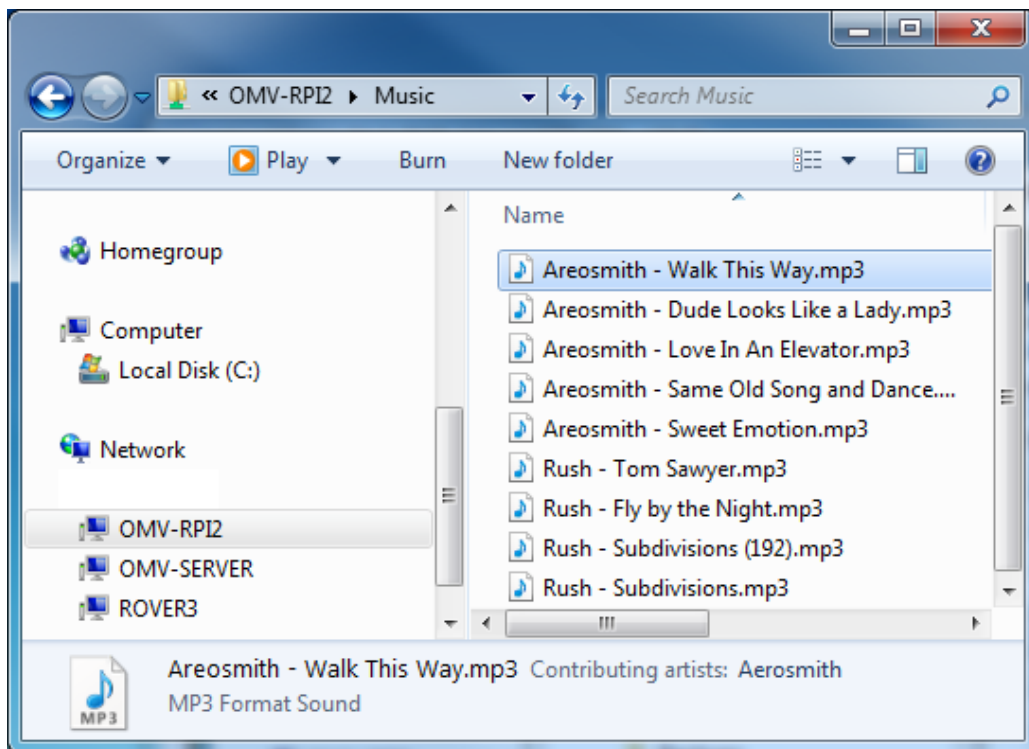 « OMV-RPI2 Music Search Music
Organize Play Burn New folder
Homegroup
Computer
Local Disk (C:)
Network
OMV-RPI2
OMV-SERVER
ROVER3
Name
Areosmith - Walk This Way.mp3
Areosmith - Dude Looks Like a Lady.mp3
Areosmith - Love In An Elevator.mp3
Areosmith - Same Old Song and Dance....
Areosmith - Sweet Emotion.mp3
Rush - Tom Sawyer.mp3
Rush - Fly by the Night.mp3
Rush - Subdivisions (192).mp3
Rush - Subdivisions.mp3
Areosmith - Walk This Way.mp3 Contributing artists: Aerosmith
MP3 Format Sound
MP3